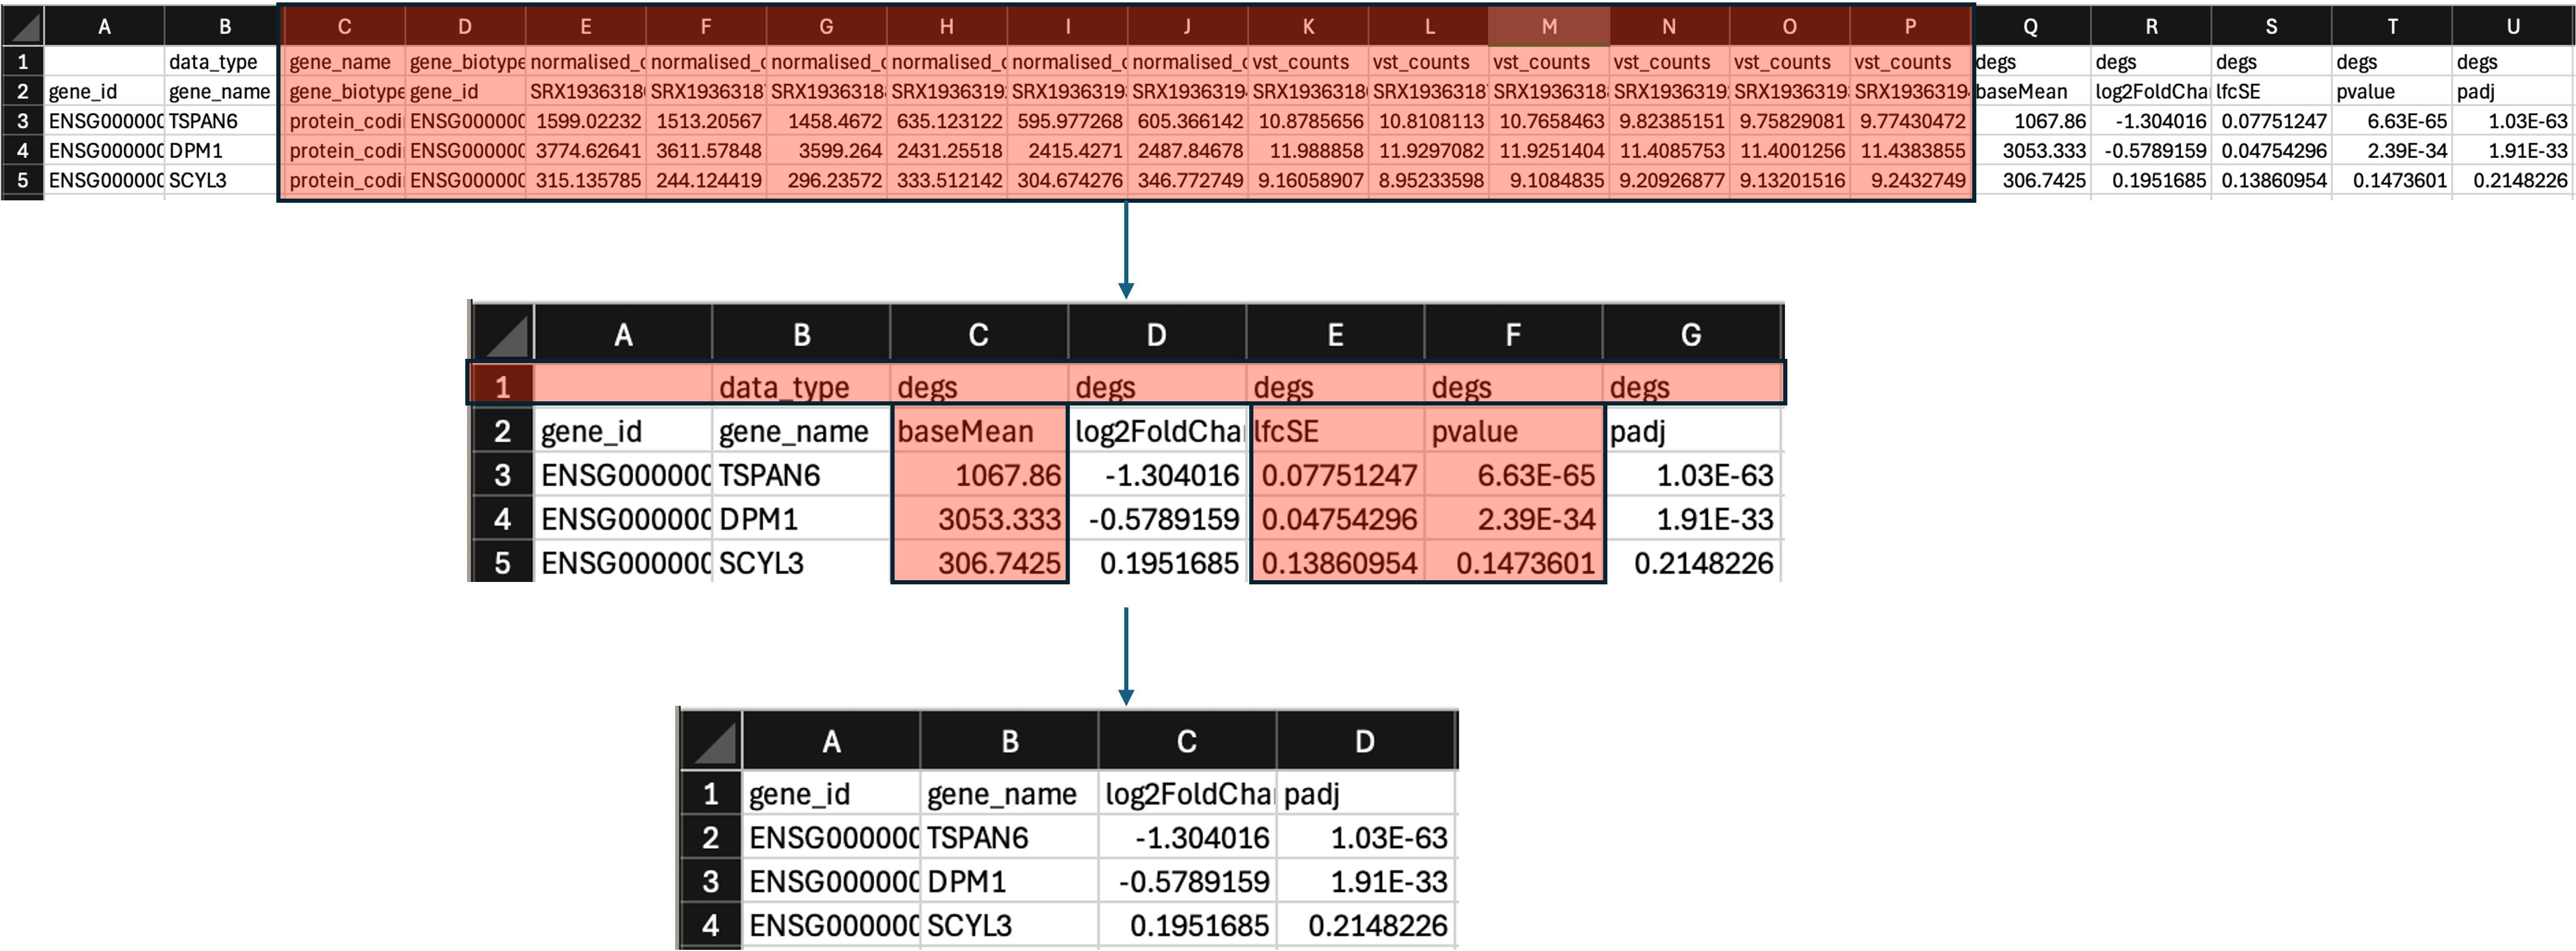 A B C D E F G H I J K L M N O P Q R S T U
1 data_type gene_name gene_biotype normalised_c normalised_c normalised_c normalised_c normalised_c normalised_c vst_counts vst_counts vst_counts vst_counts vst_counts vst_counts degs degs degs degs degs
2 gene_id gene_name gene_biotype gene_id SRX1936318 SRX1936318 SRX1936318 SRX1936319 SRX1936319 SRX1936319 SRX1936318 SRX1936318 SRX1936318 SRX1936319 SRX1936319 SRX1936319 baseMean log2FoldCha lfcSE pvalue padj
3 ENSG000000 TSPAN6 protein_codi ENSG000000 1599.02232 1513.20567 1458.4672 635.123122 595.977268 605.366142 10.8785656 10.8108113 10.7658463 9.82385151 9.75829081 9.77430472 1067.86 -1.304016 0.07751247 6.63E-65 1.03E-63
4 ENSG000000 DPM1 protein_codi ENSG000000 3774.62641 3611.57848 3599.264 2431.25518 2415.4271 2487.84678 11.988858 11.9297082 11.9251404 11.4085753 11.4001256 11.4383855 3053.333 -0.5789159 0.04754296 2.39E-34 1.91E-33
5 ENSG000000 SCYL3 protein_codi ENSG000000 315.135785 244.124419 296.23572 333.512142 304.674276 346.772749 9.16058907 8.95233598 9.1084835 9.20926877 9.13201516 9.2432749 306.7425 0.1951685 0.13860954 0.1473601 0.2148226
A B C D E F G
1 data_type degs degs degs degs degs
2 gene_id gene_name baseMean log2FoldCha lfcSE pvalue padj
3 ENSG000000 TSPAN6 1067.86 -1.304016 0.07751247 6.63E-65 1.03E-63
4 ENSG000000 DPM1 3053.333 -0.5789159 0.04754296 2.39E-34 1.91E-33
5 ENSG000000 SCYL3 306.7425 0.1951685 0.13860954 0.1473601 0.2148226
A B C D
1 gene_id gene_name log2FoldCha padj
2 ENSG000000 TSPAN6 -1.304016 1.03E-63
3 ENSG000000 DPM1 -0.5789159 1.91E-33
4 ENSG000000 SCYL3 0.1951685 0.2148226